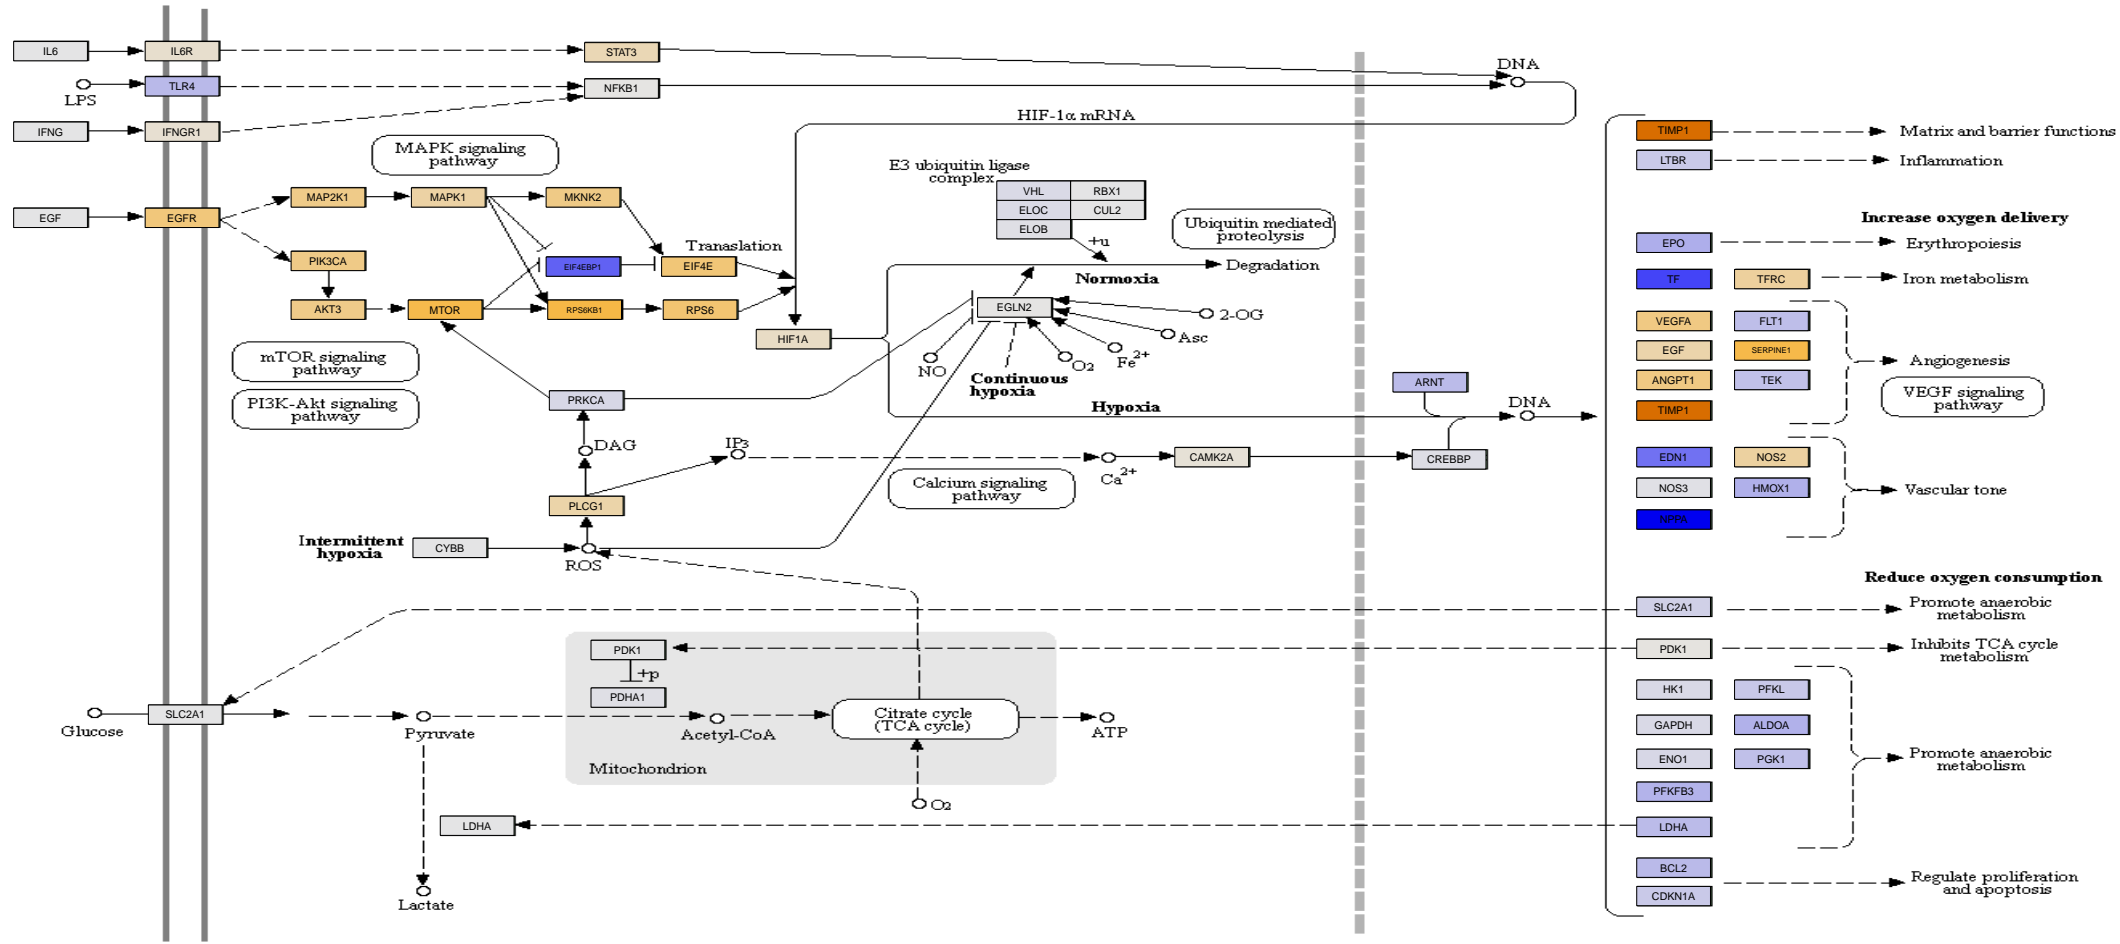 IL6
IL6R
STAT3
DNA
LPS
TLR4
NFKB1
HIF-1α mRNA
IFNG
IFNGR1
MAPK signaling
pathway
E3 ubiquitin ligase
complex
VHL
RBX1
ELOC
CUL2
ELOB
+u
Ubiquitin mediated
proteolysis
EGF
EGFR
MAP2K1
MAPK1
MKNK2
Tranaslation
PIK3CA
EIF4EBP1
EIF4E
Normoxia
Degradation
AKT3
MTOR
RPS6KB1
RPS6
HIF1A
EGLN2
2-OG
Asc
Fe2+
O2
NO
Continuous
hypoxia
mTOR signaling
pathway
PI3K-Akt signaling
pathway
PRKCA
Hypoxia
ARNT
DNA
DAG
IP3
Ca2+
CAMK2A
CREBBP
Calcium signaling
pathway
PLCG1
Intermittent
hypoxia
CYBB
ROS
PDK1
+p
PDHA1
Glucose
SLC2A1
Pyruvate
Acetyl-CoA
Citrate cycle
(TCA cycle)
ATP
Mitochondrion
O2
LDHA
Lactate
TIMP1
Matrix and barrier functions
LTBR
Inflammation
Increase oxygen delivery
EPO
Erythropoiesis
TF
TFRC
Iron metabolism
VEGFA
FLT1
EGF
SERPINE1
Angiogenesis
ANGPT1
TEK
VEGF signaling
pathway
TIMP1
EDN1
NOS2
NOS3
HMOX1
Vascular tone
NPPA
Reduce oxygen consumption
SLC2A1
Promote anaerobic
metabolism
PDK1
Inhibits TCA cycle
metabolism
HK1
PFKL
GAPDH
ALDOA
ENO1
PGK1
Promote anaerobic
metabolism
PFKFB3
LDHA
BCL2
CDKN1A
Regulate proliferation
and apoptosis